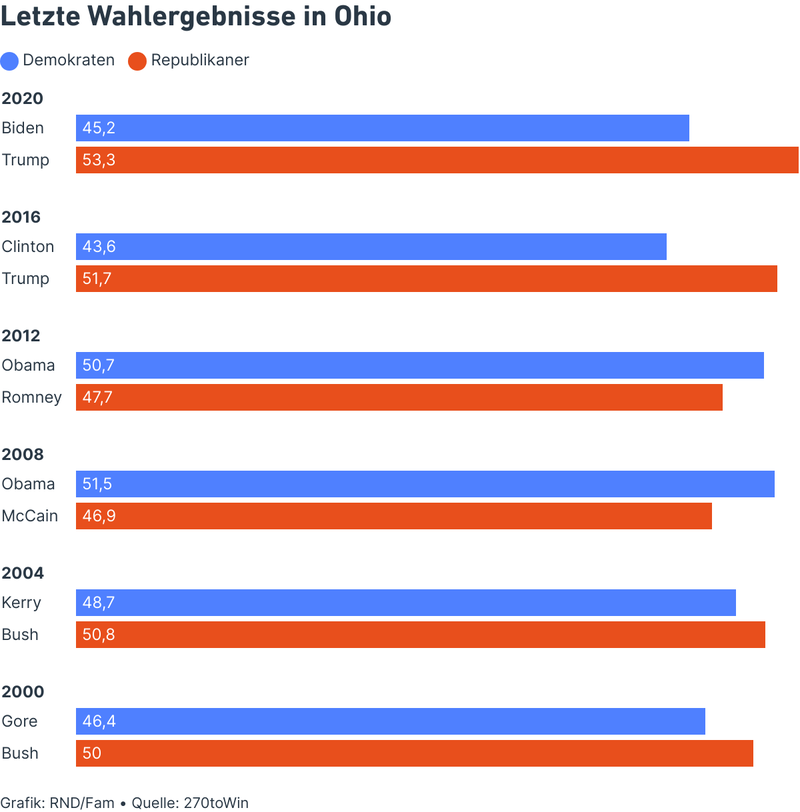 Letzte Wahlergebnisse in Ohio
Demokraten Republikaner
2020
Biden 45,2
Trump 53,3
2016
Clinton 43,6
Trump 51,7
2012
Obama 50,7
Romney 47,7
2008
Obama 51,5
McCain 46,9
2004
Kerry 48,7
Bush 50,8
2000
Gore 46,4
Bush 50
Grafik: RND/Fam • Quelle: 270toWin